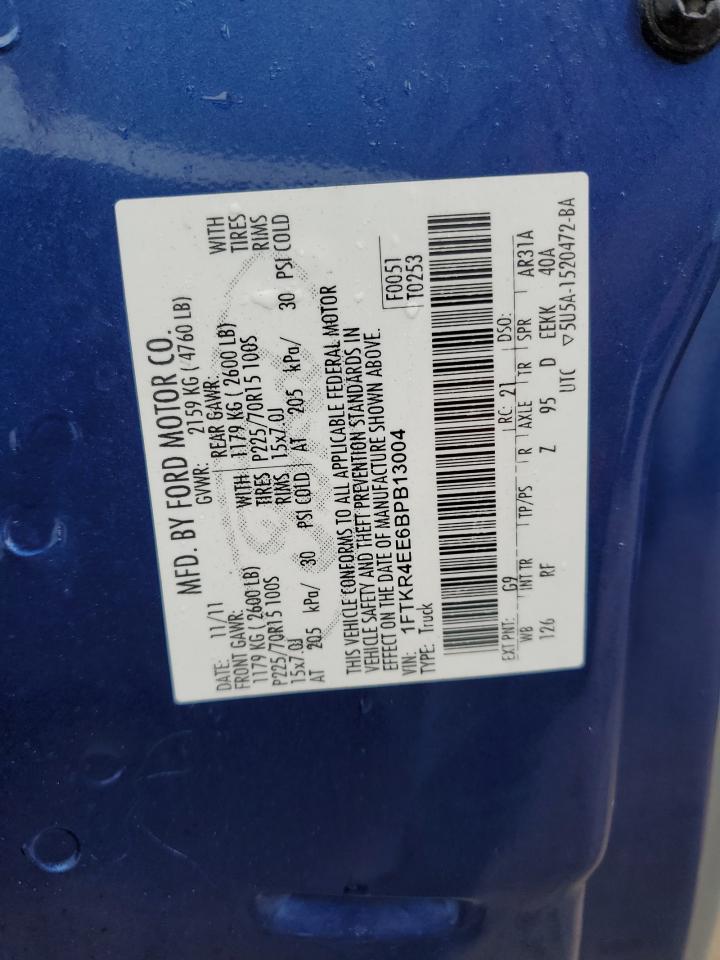 MFD. BY FORD MOTOR CO.
DATE: 11/11 GVWR: 2159 KG ( 4760 LB)
FRONT GAWR: REAR GAWR:
1179 KG ( 2600 LB) WITH 1179 KG ( 2600 LB) WITH
P225/70R15 100S TIRES P225/70R15 100S TIRES
15x7.0J RIMS 15x7.0J RIMS
AT 205 kPa/ 30 PSI COLD AT 205 kPa/ 30 PSI COLD
THIS VEHICLE CONFORMS TO ALL APPLICABLE FEDERAL MOTOR
VEHICLE SAFETY AND THEFT PREVENTION STANDARDS IN
EFFECT ON THE DATE OF MANUFACTURE SHOWN ABOVE.
VIN: 1FTKR4EE6BPB13004 F0051
TYPE: Truck T0253
EXT PNT: G9 RC: 21 DSO:
WB INT TR TP/PS R AXLE TR SPR AR31A
126 RF Z 95 D EEKK 40A
UTC ▽5U5A-1520472-BA